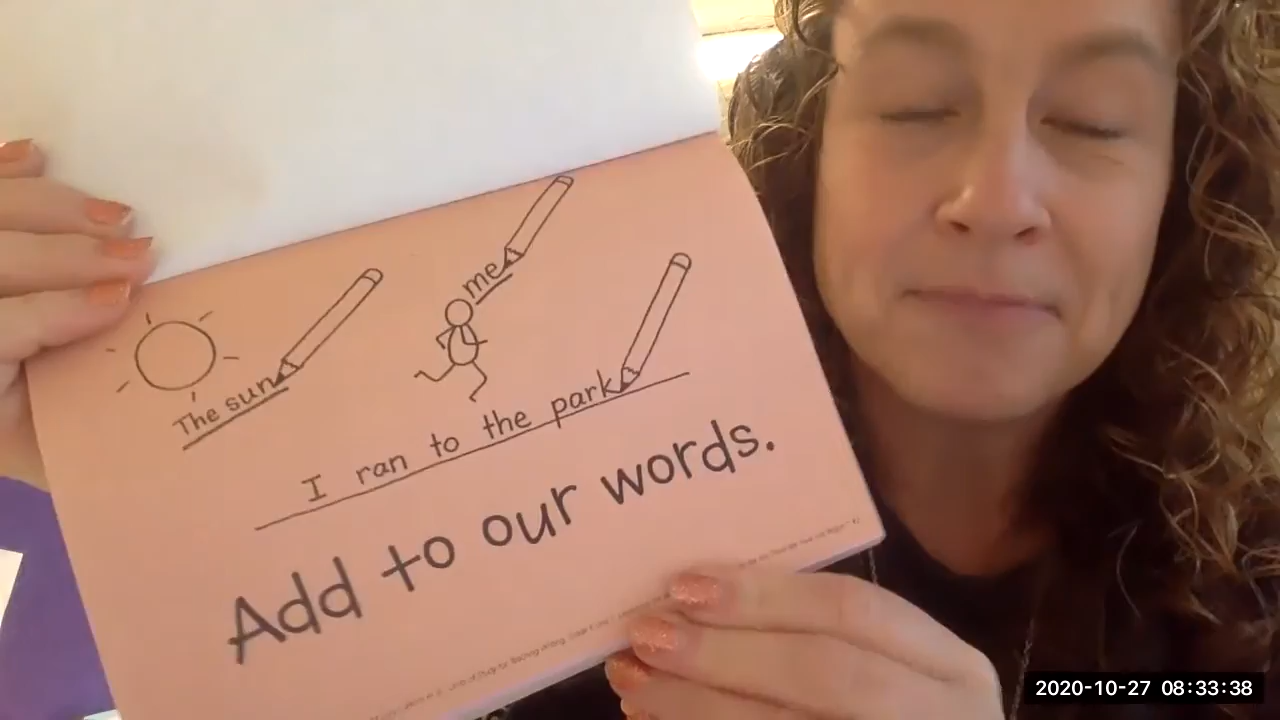 The sun
me
I ran to the park
Add to our words.
2020-10-27 08:33:38